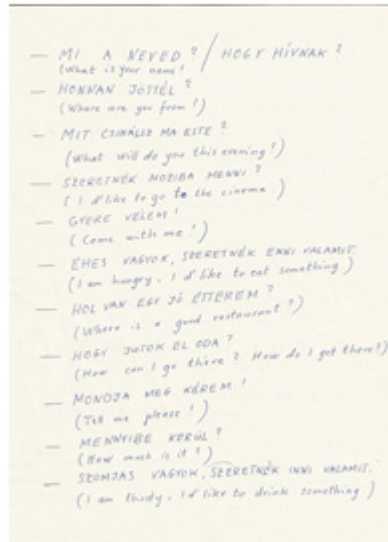 — MI A NEVED ? / HOGY HÍVNAK ?
(What is your name !
— HONNAN JÖTTÉL ?
(Where are you from !)
— MIT CSINÁLSZ MA ESTE ?
(What will do you this evening ?)
— SZERETNÉK MOZIBA MENNI ?
( I d'like to go to the cinema )
— GYERE VELEM !
( Come with me ! )
— ÉHES VAGYOK, SZERETNÉK ENNI VALAMIT.
(I am hungry, I d'like to eat something )
— HOL VAN EGY JÓ ÉTTEREM ?
(Where is a good restaurant ?)
— HOGY JUTOK EL ODA ?
(How can I go there ? How do I get there?)
— MONDJA MEG KÉREM !
(Tell me please ! )
— MENNYIBE KERÜL ?
(How much is it ? )
— SZOMJAS VAGYOK, SZERETNÉK INNI VALAMIT.
(I am thirsty, I d'like to drink something )